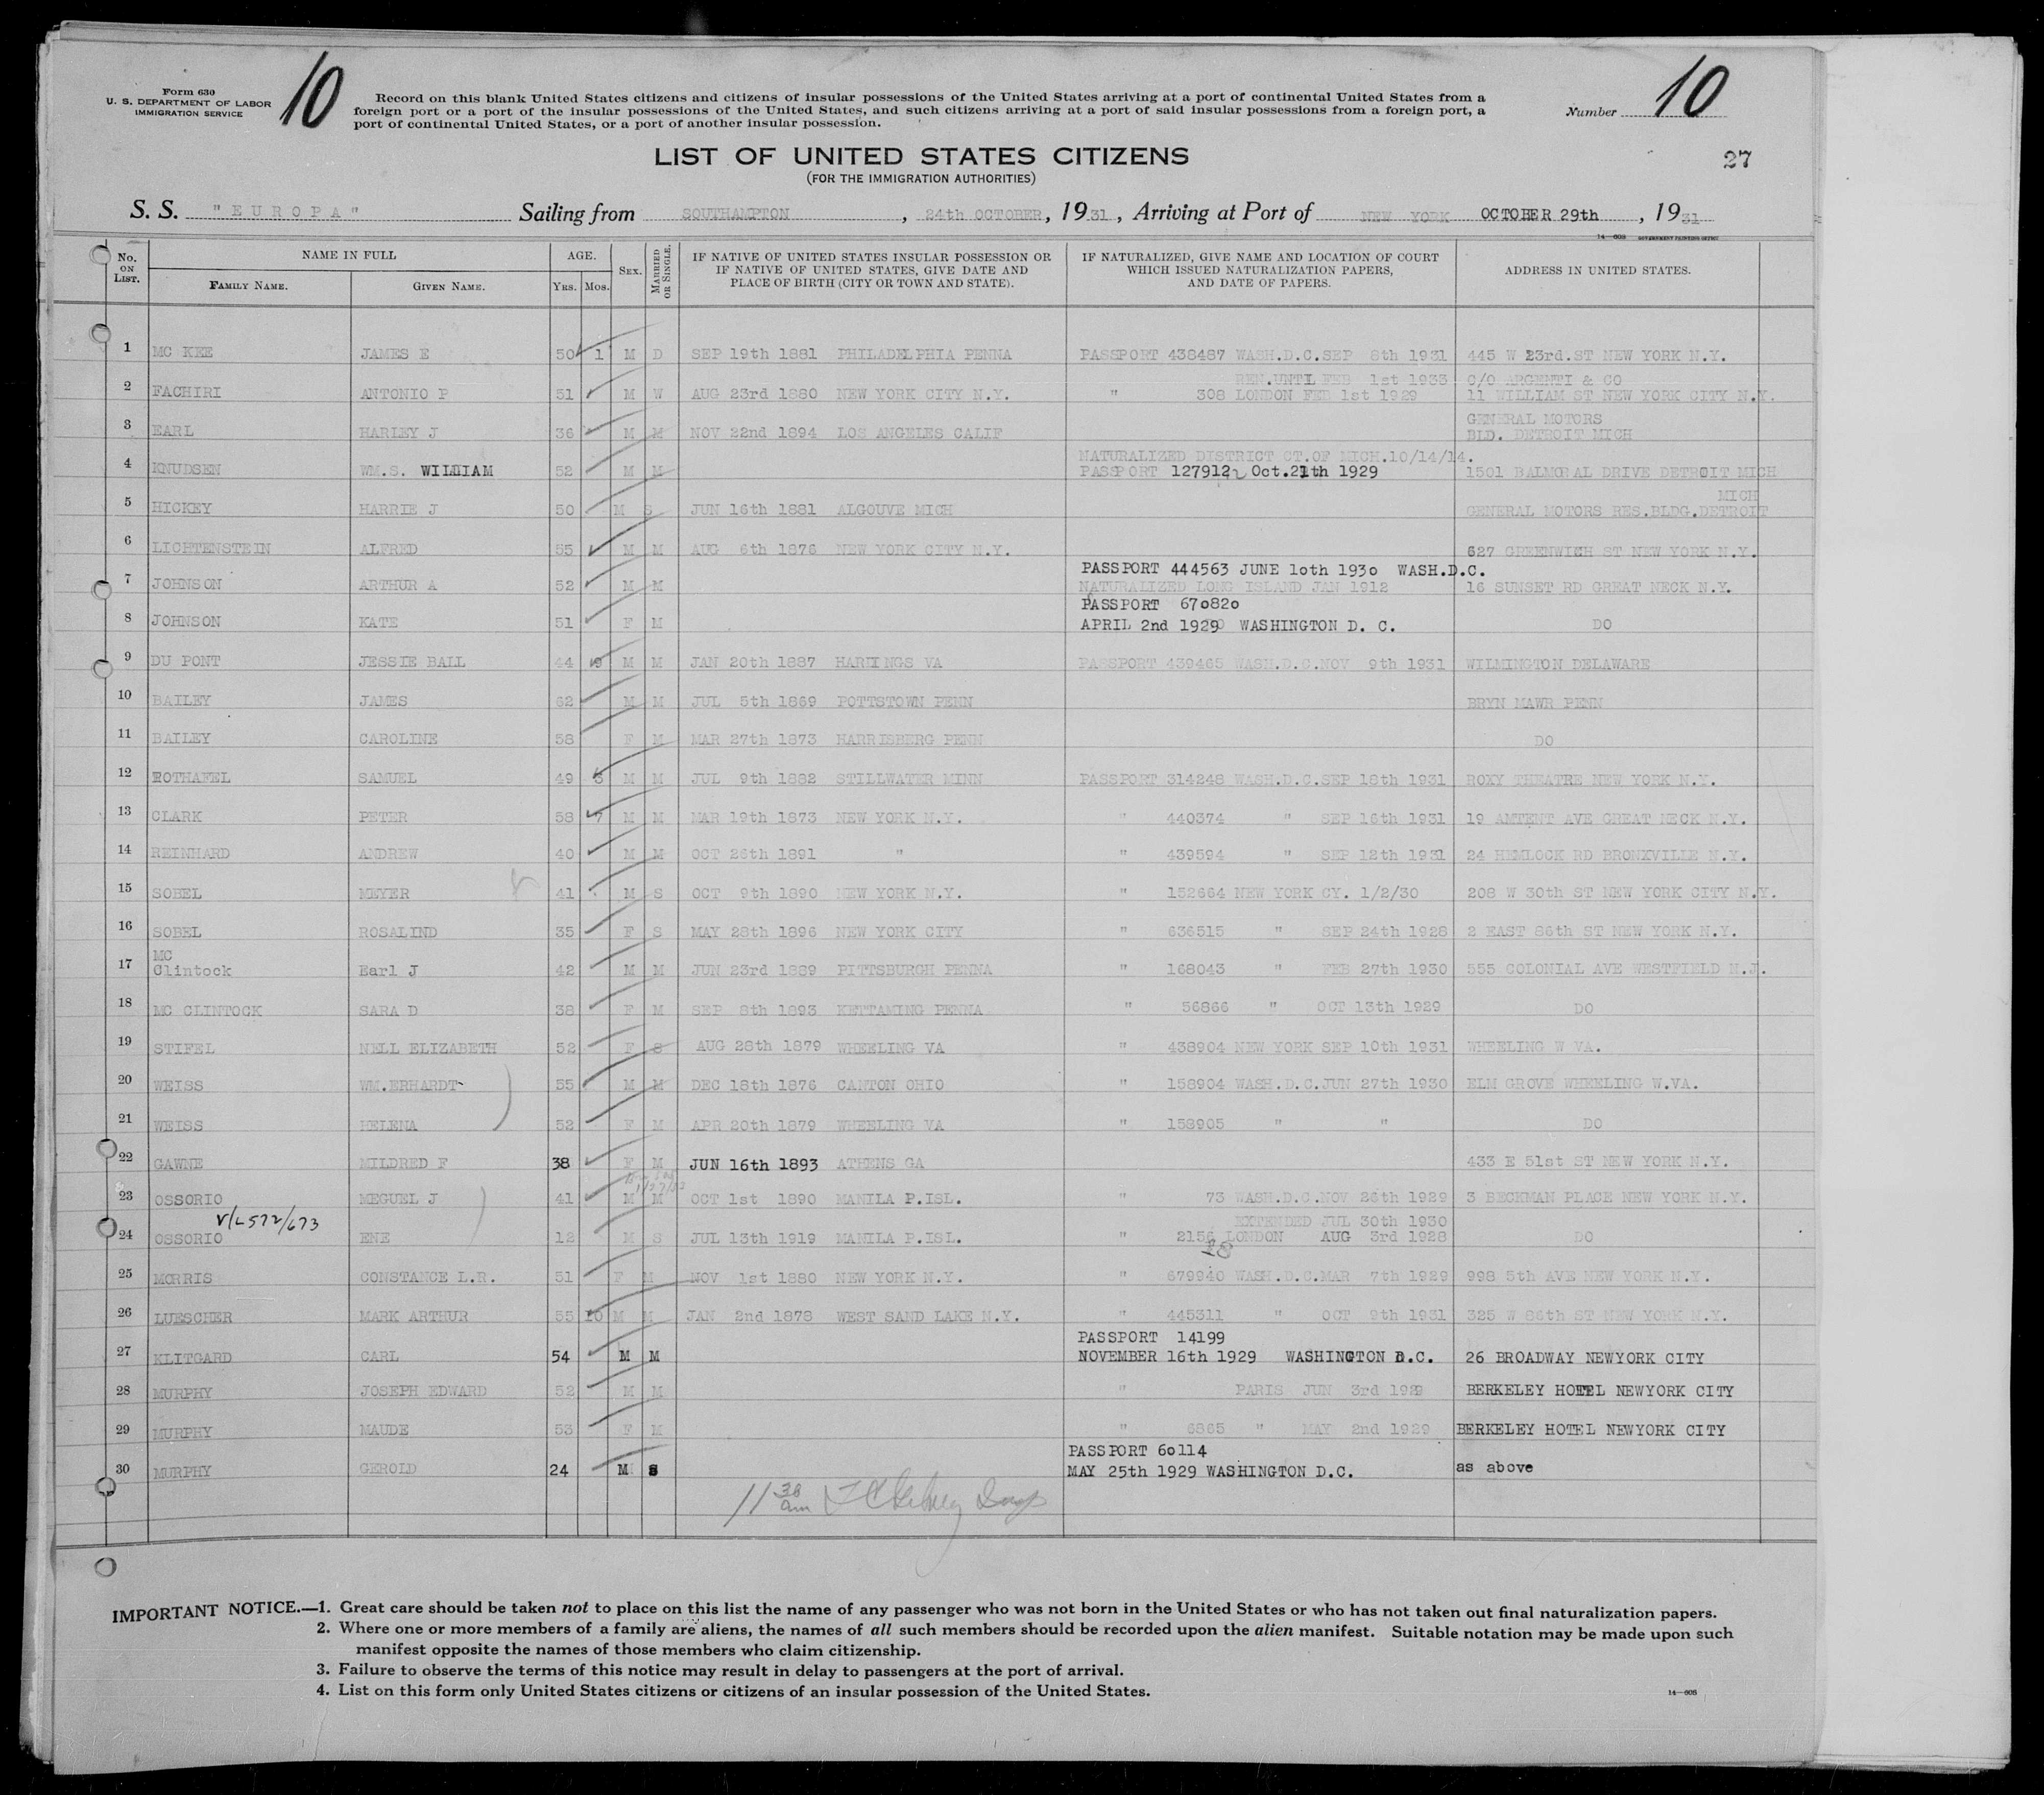 Form 630
U. S. DEPARTMENT OF LABOR
IMMIGRATION SERVICE
10
Record on this blank United States citizens and citizens of insular possessions of the United States arriving at a port of continental United States from a
foreign port or a port of the insular possessions of the United States, and such citizens arriving at a port of said insular possessions from a foreign port, a
port of continental United States, or a port of another insular possession.
Number 10
LIST OF UNITED STATES CITIZENS
(FOR THE IMMIGRATION AUTHORITIES)
27
S. S. "EUROPA" Sailing from SOUTHAMPTON, 24th OCTOBER, 1931, Arriving at Port of NEW YORK OCTOBER 29th, 1931
14—608 GOVERNMENT PRINTING OFFICE
No. ON LIST. NAME IN FULL FAMILY NAME. GIVEN NAME. AGE. YRS. MOS. SEX. MARRIED OR SINGLE. IF NATIVE OF UNITED STATES INSULAR POSSESSION OR IF NATIVE OF UNITED STATES, GIVE DATE AND PLACE OF BIRTH (CITY OR TOWN AND STATE). IF NATURALIZED, GIVE NAME AND LOCATION OF COURT WHICH ISSUED NATURALIZATION PAPERS, AND DATE OF PAPERS. ADDRESS IN UNITED STATES.
1 MC KEE JAMES E 50 1 M D SEP 19th 1881 PHILADELPHIA PENNA PASSPORT 438487 WASH.D.C.SEP 8th 1931 445 W 23rd.ST NEW YORK N.Y.
REN.UNTL FEB 1st 1933 C/O ARGENTI & CO
2 FACHIRI ANTONIO P 51 M W AUG 23rd 1880 NEW YORK CITY N.Y. " 308 LONDON FEB 1st 1929 11 WILLIAM ST NEW YORK CITY N.Y.
GENERAL MOTORS
3 EARL HARLEY J 36 M M NOV 22nd 1894 LOS ANGELES CALIF BLD. DETROIT MICH
NATURALIZED DISTRICT CT.OF MICH.10/14/14.
4 KNUDSEN WM.S. WILLIAM 52 M M PASSPORT 127912 Oct.21th 1929 1501 BALMORAL DRIVE DETROIT MICH
MICH
5 HICKEY HARRIE J 50 M S JUN 16th 1881 ALGOUVE MICH GENERAL MOTORS RES.BLDG.DETROIT
6 LICHTENSTEIN ALFRED 55 M M AUG 6th 1876 NEW YORK CITY N.Y. 627 GREENWICH ST NEW YORK N.Y.
PASSPORT 444563 JUNE 10th 1930 WASH.D.C.
7 JOHNSON ARTHUR A 52 M M NATURALIZED LONG ISLAND JAN 1912 16 SUNSET RD GREAT NECK N.Y.
PASSPORT 670820
8 JOHNSON KATE 51 F M APRIL 2nd 1929 WASHINGTON D. C. DO
9 DU PONT JESSIE BALL 44 9 M M JAN 20th 1887 HARDINGS VA PASSPORT 439465 WASH.D.C.NOV 9th 1931 WILMINGTON DELAWARE
10 BAILEY JAMES 62 M M JUL 5th 1869 POTTSTOWN PENN BRYN MAWR PENN
11 BAILEY CAROLINE 58 F M MAR 27th 1873 HARRISBERG PENN DO
12 ROTHAFEL SAMUEL 49 3 M M JUL 9th 1882 STILLWATER MINN PASSPORT 314248 WASH.D.C.SEP 18th 1931 ROXY THEATRE NEW YORK N.Y.
13 CLARK PETER 58 7 M M MAR 19th 1873 NEW YORK N.Y. " 440374 " SEP 16th 1931 19 AMTENT AVE GREAT NECK N.Y.
14 REINHARD ANDREW 40 M M OCT 26th 1891 " " 439594 " SEP 12th 1931 24 HEMLOCK RD BRONXVILLE N.Y.
15 SOBEL MEYER 41 M S OCT 9th 1890 NEW YORK N.Y. " 152664 NEW YORK CY. 1/2/30 208 W 30th ST NEW YORK CITY N.Y.
16 SOBEL ROSALIND 35 F S MAY 28th 1896 NEW YORK CITY " 636515 " SEP 24th 1928 2 EAST 86th ST NEW YORK N.Y.
MC
17 Clintock Earl J 42 M M JUN 23rd 1889 PITTSBURGH PENNA " 168043 " FEB 27th 1930 555 COLONIAL AVE WESTFIELD N.J.
18 MC CLINTOCK SARA D 38 F M SEP 8th 1893 KETTAMING PENNA " 56866 " OCT 13th 1929 DO
19 STIFEL NELL ELIZABETH 52 F S AUG 28th 1879 WHEELING VA " 438904 NEW YORK SEP 10th 1931 WHEELING W VA.
20 WEISS WM.ERHARDT 55 M M DEC 18th 1876 CANTON OHIO " 158904 WASH.D.C.JUN 27th 1930 ELM GROVE WHEELING W.VA.
21 WEISS HELENA 52 F M APR 20th 1879 WHEELING VA " 158905 " " DO
22 GAWNE MILDRED F 38 F M JUN 16th 1893 ATHENS GA 433 E 51st ST NEW YORK N.Y.
23 OSSORIO MEGUEL J 41 M M OCT 1st 1890 MANILA P.ISL. " 73 WASH.D.C.NOV 26th 1929 3 BECKMAN PLACE NEW YORK N.Y.
V/L 572/673 EXTENDED JUL 30th 1930
24 OSSORIO ENE 12 M S JUL 13th 1919 MANILA P.ISL. " 2156 LONDON AUG 3rd 1928 DO
28
25 MORRIS CONSTANCE L.R. 51 F M NOV 1st 1880 NEW YORK N.Y. " 679940 WASH.D.C.MAR 7th 1929 998 5th AVE NEW YORK N.Y.
26 LUESCHER MARK ARTHUR 55 10 M M JAN 2nd 1878 WEST SAND LAKE N.Y. " 445311 " OCT 9th 1931 325 W 86th ST NEW YORK N.Y.
PASSPORT 14199
27 KLITGARD CARL 54 M M NOVEMBER 16th 1929 WASHINGTON D.C. 26 BROADWAY NEWYORK CITY
28 MURPHY JOSEPH EDWARD 52 M M " PARIS JUN 3rd 1929 BERKELEY HOTEL NEWYORK CITY
29 MURPHY MAUDE 53 F M " 6865 " MAY 2nd 1929 BERKELEY HOTEL NEWYORK CITY
PASSPORT 60114
30 MURPHY GEROLD 24 M S MAY 25th 1929 WASHINGTON D.C. as above
11 38 am
IMPORTANT NOTICE.—1. Great care should be taken not to place on this list the name of any passenger who was not born in the United States or who has not taken out final naturalization papers.
2. Where one or more members of a family are aliens, the names of all such members should be recorded upon the alien manifest. Suitable notation may be made upon such
manifest opposite the names of those members who claim citizenship.
3. Failure to observe the terms of this notice may result in delay to passengers at the port of arrival.
4. List on this form only United States citizens or citizens of an insular possession of the United States.
14—608